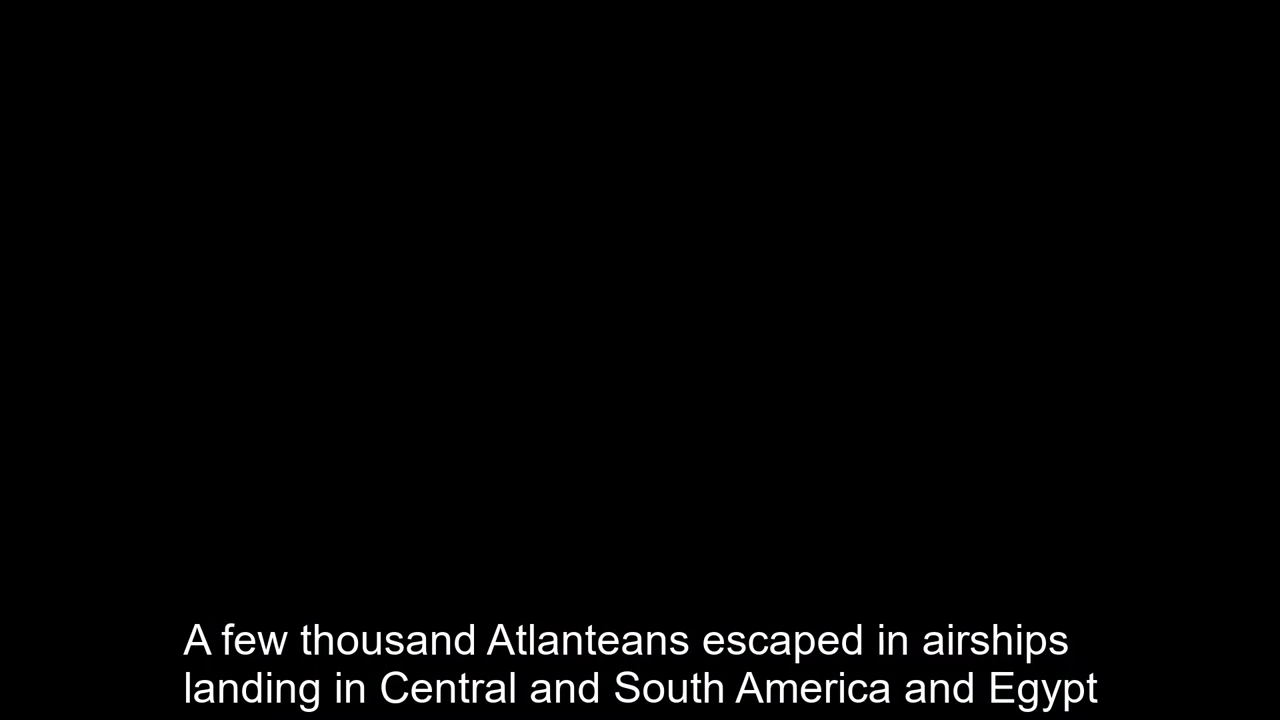 A few thousand Atlanteans escaped in airships
landing in Central and South America and Egypt